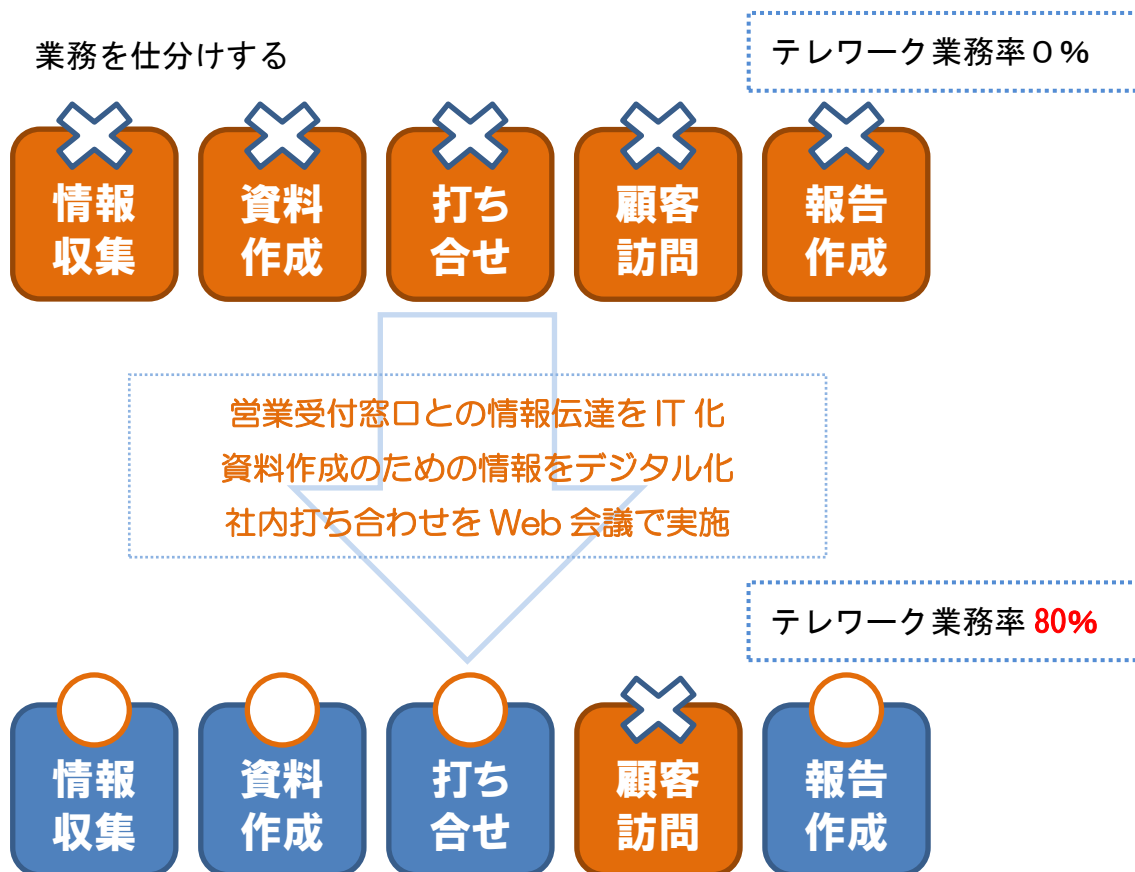 業務を仕分けする
テレワーク業務率０%
情報
収集
資料
作成
打ち
合せ
顧客
訪問
報告
作成
営業受付窓口との情報伝達を IT 化
資料作成のための情報をデジタル化
社内打ち合わせを Web 会議で実施
テレワーク業務率 80%
情報
収集
資料
作成
打ち
合せ
顧客
訪問
報告
作成